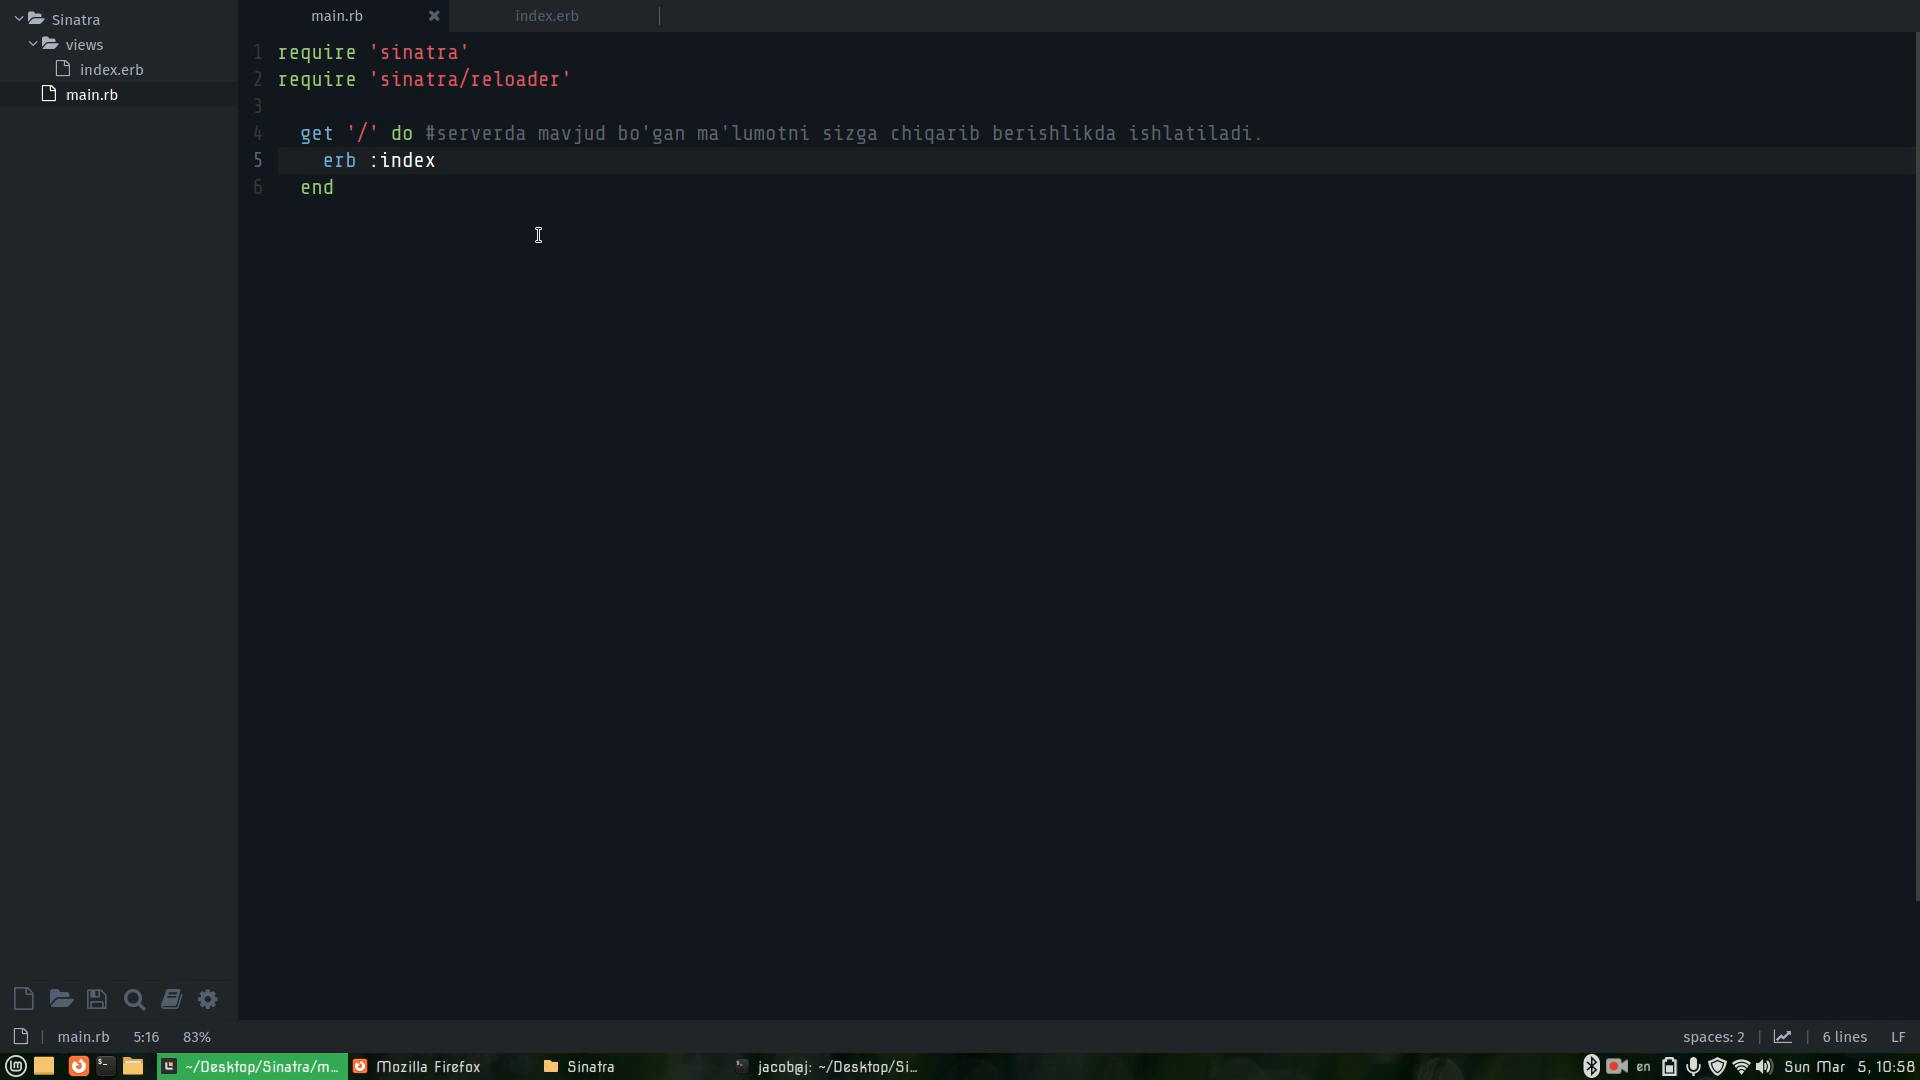 Sinatra
views
index.erb
main.rb
main.rb
index.erb
1 require 'sinatra'
2 require 'sinatra/reloader'
3
4 get '/' do #serverda mavjud bo'gan ma'lumotni sizga chiqarib berishlikda ishlatiladi.
5 erb :index
6 end
main.rb 5:16 83%
spaces: 2 6 lines LF
~/Desktop/Sinatra/m... Mozilla Firefox Sinatra jacob@j: ~/Desktop/Si... en Sun Mar 5, 10:58